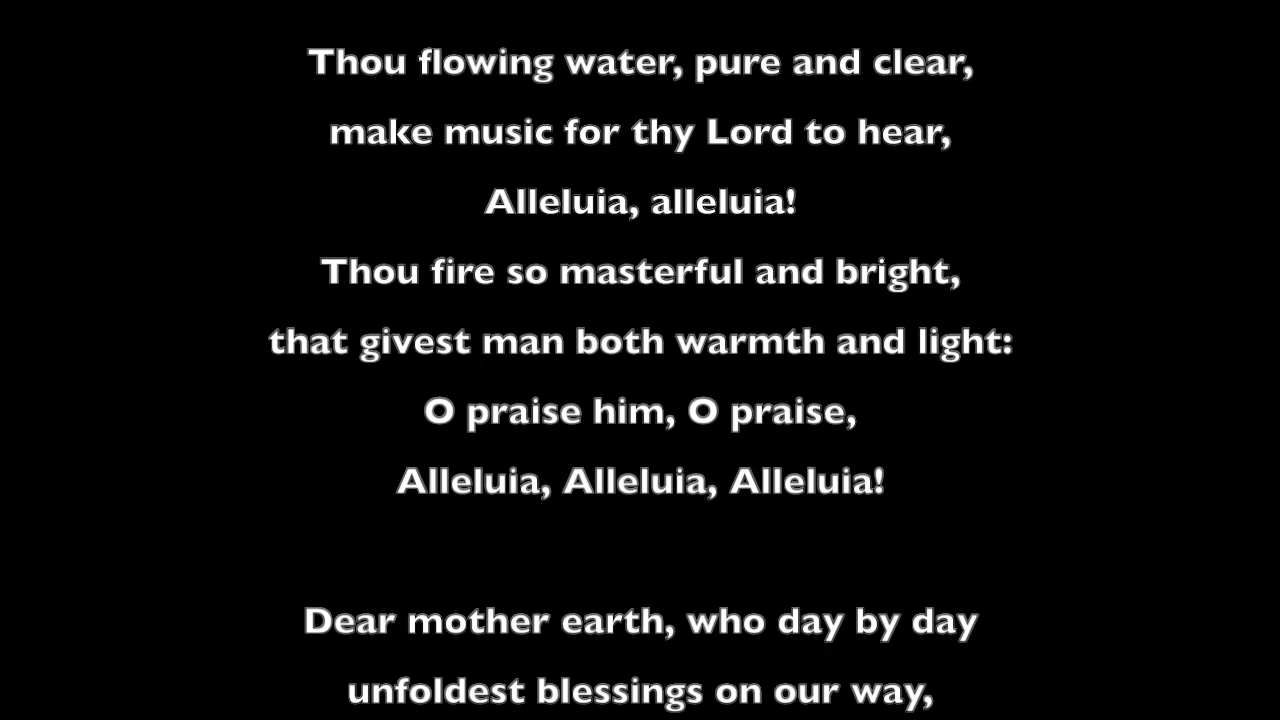 Thou flowing water, pure and clear,
make music for thy Lord to hear,
Alleluia, alleluia!
Thou fire so masterful and bright,
that givest man both warmth and light:
O praise him, O praise,
Alleluia, Alleluia, Alleluia!
Dear mother earth, who day by day
unfoldest blessings on our way,